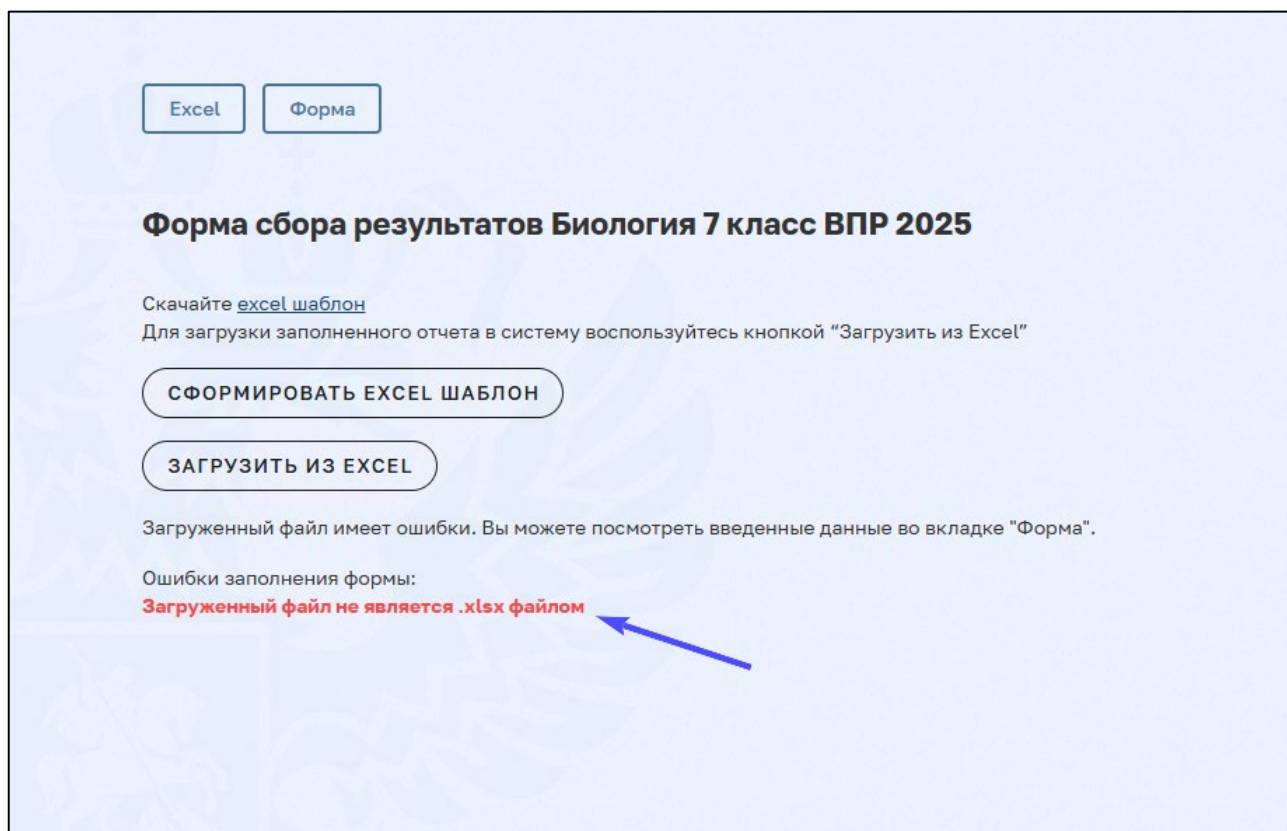 Excel Форма
Форма сбора результатов Биология 7 класс ВПР 2025
Скачайте excel шаблон
Для загрузки заполненного отчета в систему воспользуйтесь кнопкой “Загрузить из Excel”
СФОРМИРОВАТЬ EXCEL ШАБЛОН
ЗАГРУЗИТЬ ИЗ EXCEL
Загруженный файл имеет ошибки. Вы можете посмотреть введенные данные во вкладке "Форма".
Ошибки заполнения формы:
Загруженный файл не является .xlsx файлом